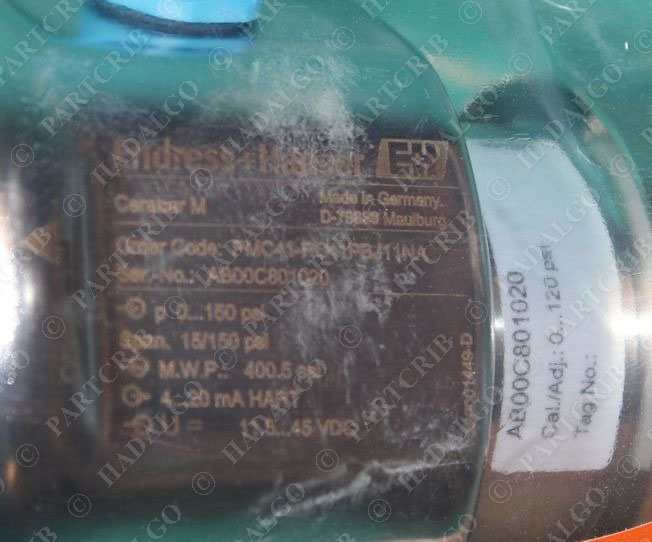 Endress+Hauser E+H
Cerabar M
Made in Germany.
D-79689 Maulburg
Order Code:
Ser.-No.: AB00C801020
p 0...150 psi
Span. 15/150 psi
M.W.P.: 400.5 psi
4...20 mA HART
U = 11.5...45 VDC
AB00C801020
Cal./Adj.: 0...120 psi
Tag No.:
© PARTCRIB
© HADALGO